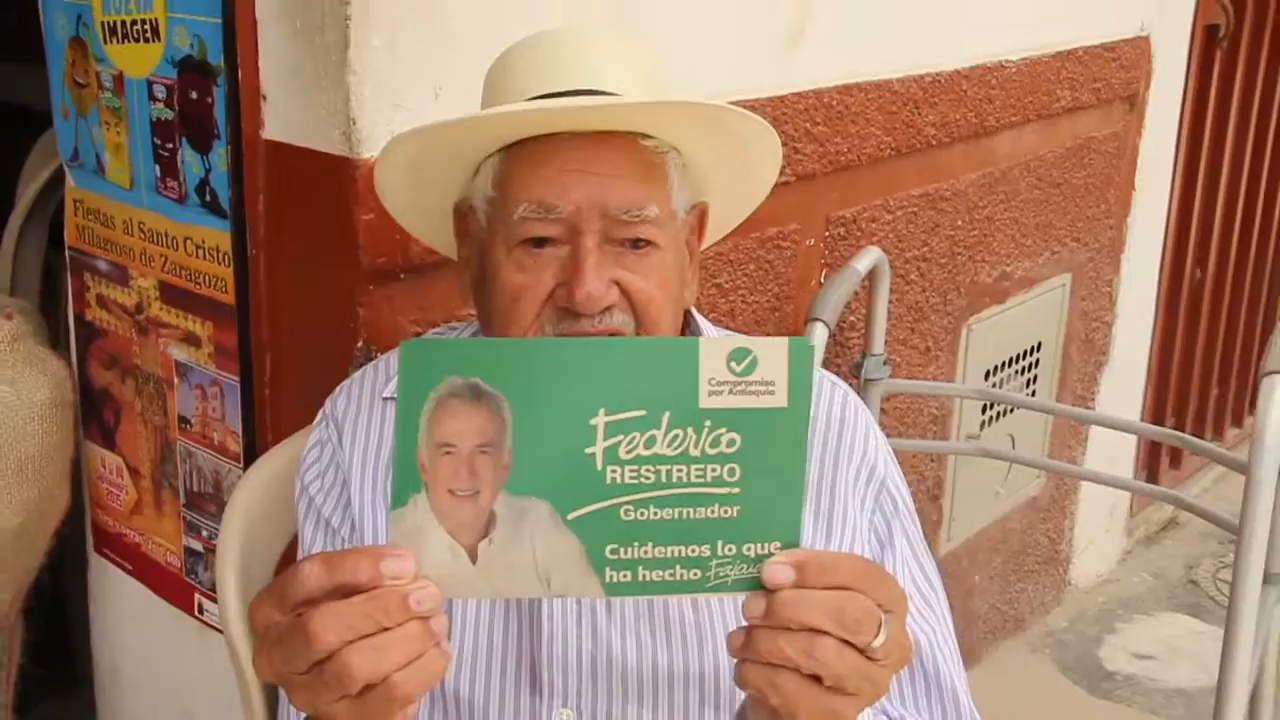 NUEVA
IMAGEN
Fiestas al Santo Cristo
Milagroso de Zaragoza
2015
Compromiso
por Antioquia
Federico
RESTREPO
Gobernador
Cuidemos lo que
ha hecho